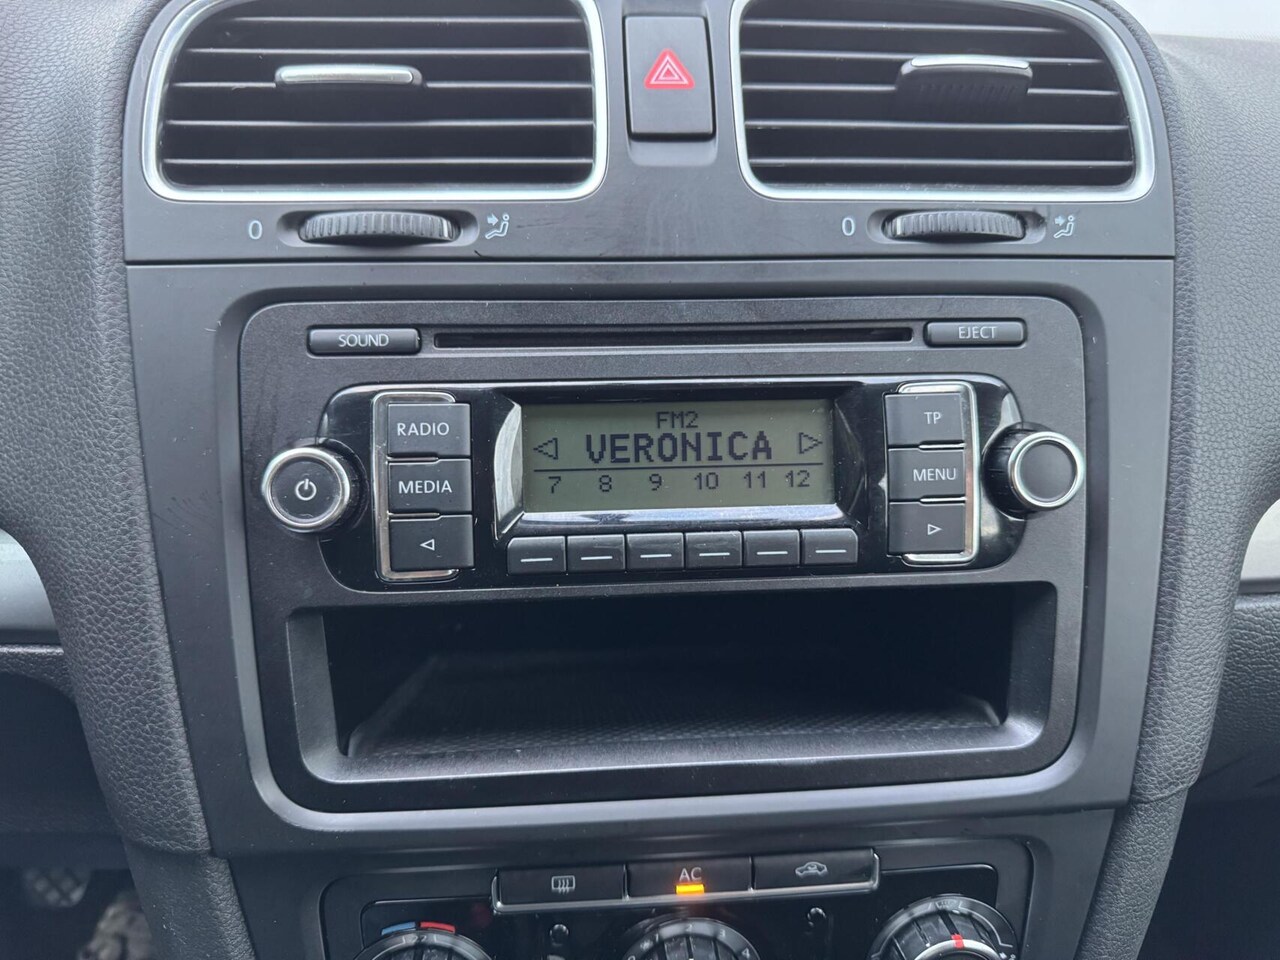 0
0
SOUND
EJECT
RADIO
MEDIA
FM2
VERONICA
7 8 9 10 11 12
TP
MENU
AC